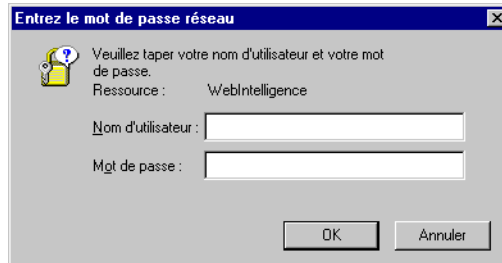 Entrez le mot de passe réseau
Veuillez taper votre nom d'utilisateur et votre mot
de passe.
Ressource : WebIntelligence
Nom d'utilisateur :
Mot de passe :
OK Annuler